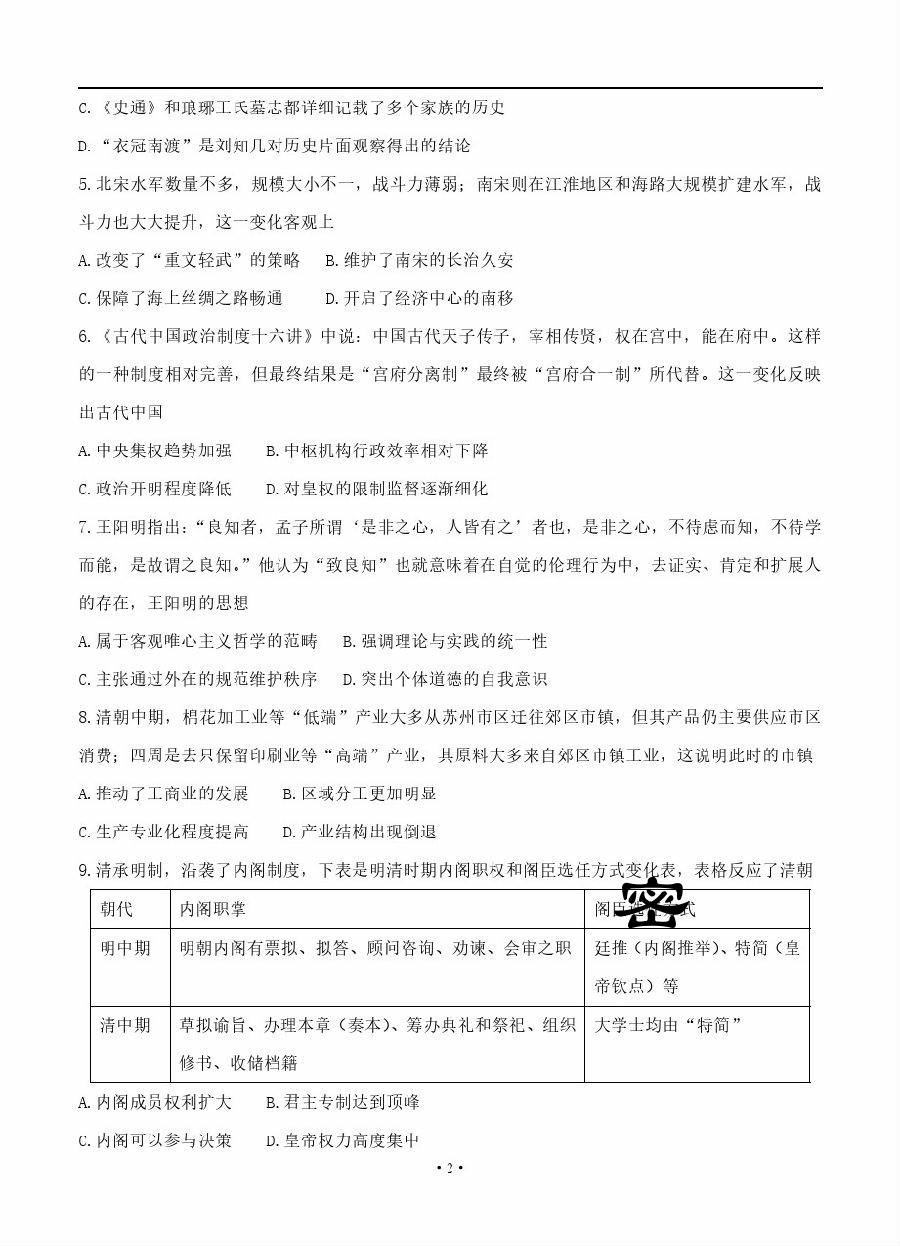 C.《史通》和琅琊王氏墓志都详细记载了多个家族的历史
D.“衣冠南渡”是刘知几对历史片面观察得出的结论
5.北宋水军数量不多，规模大小不一，战斗力薄弱；南宋则在江淮地区和海路大规模扩建水军，战
斗力也大大提升，这一变化客观上
A.改变了“重文轻武”的策略 B.维护了南宋的长治久安
C.保障了海上丝绸之路畅通 D.开启了经济中心的南移
6.《古代中国政治制度十六讲》中说：中国古代天子传子，宰相传贤，权在宫中，能在府中。这样
的一种制度相对完善，但最终结果是“宫府分离制”最终被“宫府合一制”所代替。这一变化反映
出古代中国
A.中央集权趋势加强 B.中枢机构行政效率相对下降
C.政治开明程度降低 D.对皇权的限制监督逐渐细化
7.王阳明指出：“良知者，孟子所谓‘是非之心，人皆有之’者也，是非之心，不待虑而知，不待学
而能，是故谓之良知。”他认为“致良知”也就意味着在自觉的伦理行为中，去证实、肯定和扩展人
的存在，王阳明的思想
A.属于客观唯心主义哲学的范畴 B.强调理论与实践的统一性
C.主张通过外在的规范维护秩序 D.突出个体道德的自我意识
8.清朝中期，棉花加工业等“低端”产业大多从苏州市区迁往郊区市镇，但其产品仍主要供应市区
消费；四周是去只保留印刷业等“高端”产业，其原料大多来自郊区市镇工业，这说明此时的市镇
A.推动了工商业的发展 B.区域分工更加明显
C.生产专业化程度提高 D.产业结构出现倒退
9.清承明制，沿袭了内阁制度，下表是明清时期内阁职权和阁臣选任方式变化表，表格反应了清朝
朝代 内阁职掌 阁臣选任方式
密
明中期 明朝内阁有票拟、拟答、顾问咨询、劝谏、会审之职 廷推（内阁推举）、特简（皇
帝钦点）等
清中期 草拟谕旨、办理本章（奏本）、筹办典礼和祭祀、组织 大学士均由“特简”
修书、收储档籍
A.内阁成员权利扩大 B.君主专制达到顶峰
C.内阁可以参与决策 D.皇帝权力高度集中
·2·